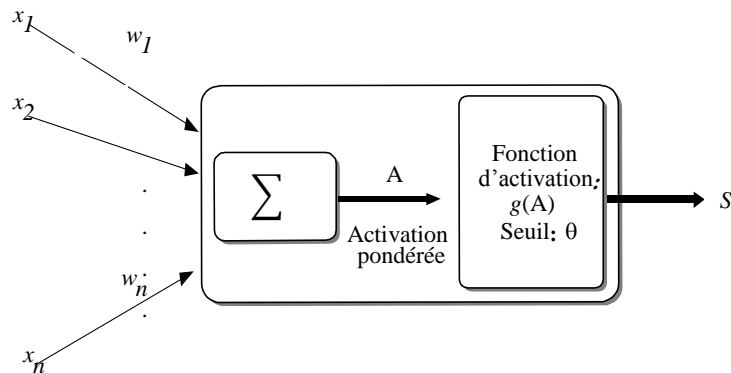 x1
w1
x2
Σ
A
Activation
pondérée
Fonction
d'activation:
g(A)
Seuil: θ
S
wn
xn